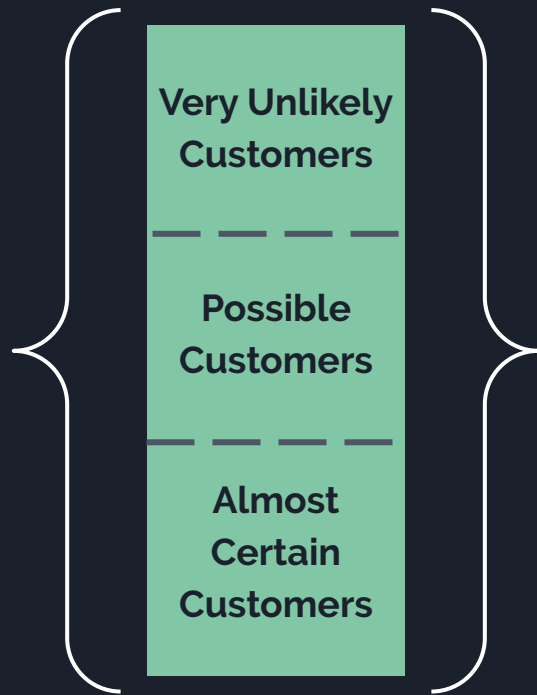 Very Unlikely
Customers
Possible
Customers
Almost
Certain
Customers